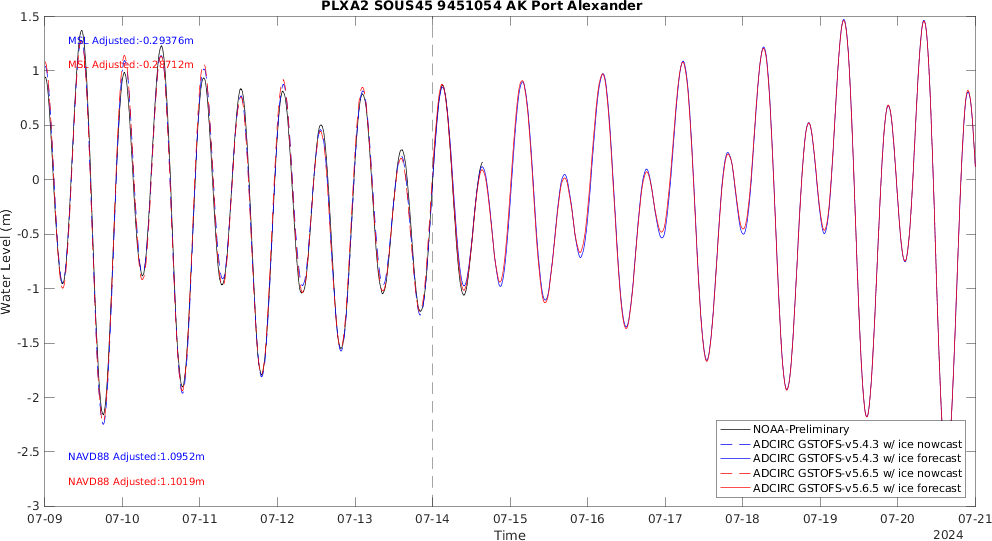 PLXA2 SOUS45 9451054 AK Port Alexander
1.5
1
0.5
0
-0.5
-1
-1.5
-2
-2.5
-3
Water Level (m)
MSL Adjusted:-0.29376m
MSL Adjusted:-0.28712m
NAVD88 Adjusted:1.0952m
NAVD88 Adjusted:1.1019m
NOAA-Preliminary
ADCIRC GSTOFS-v5.4.3 w/ ice nowcast
ADCIRC GSTOFS-v5.4.3 w/ ice forecast
ADCIRC GSTOFS-v5.6.5 w/ ice nowcast
ADCIRC GSTOFS-v5.6.5 w/ ice forecast
07-09 07-10 07-11 07-12 07-13 07-14 07-15 07-16 07-17 07-18 07-19 07-20 07-21
Time
2024